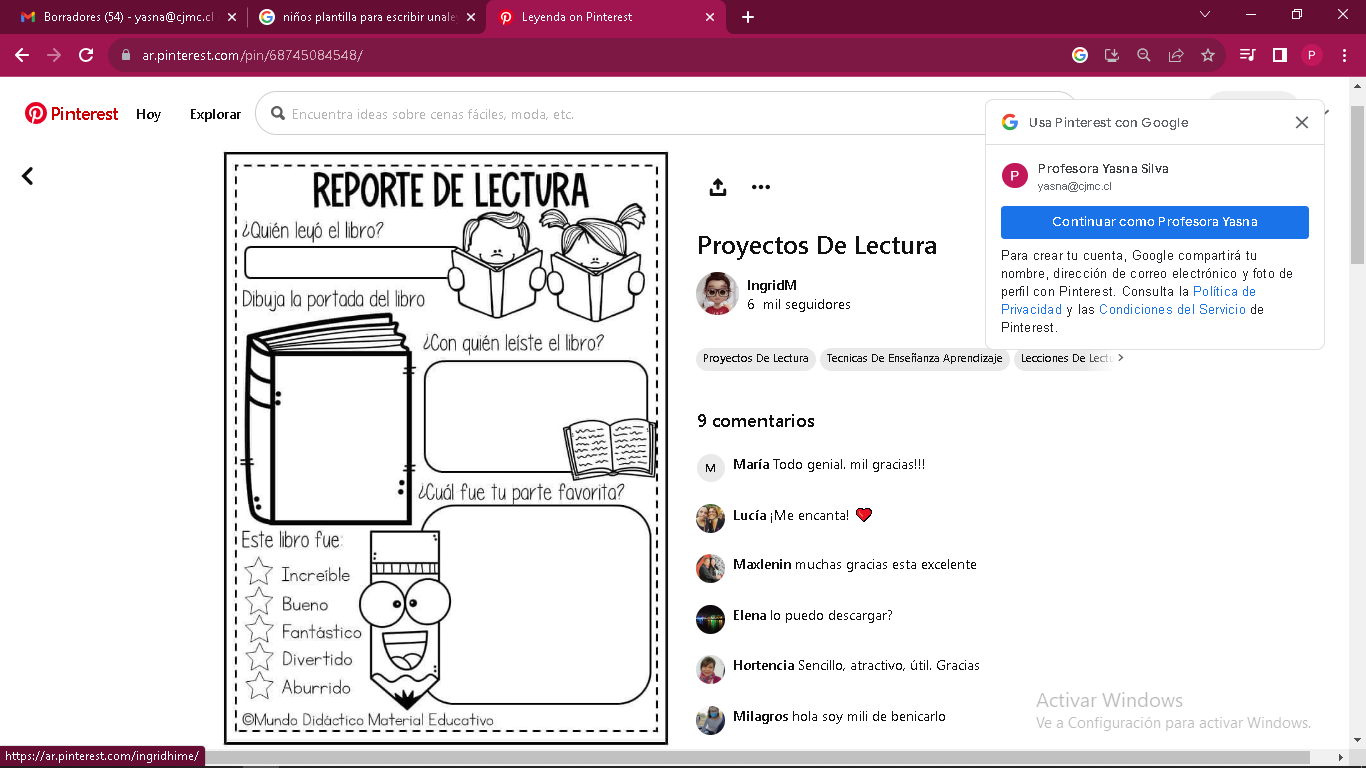 Borradores (54) - yasna@cjmc.cl
niños plantilla para escribir unale
Leyenda on Pinterest
ar.pinterest.com/pin/68745084548/
P
Pinterest
Hoy
Explorar
Encuentra ideas sobre cenas fáciles, moda, etc.
Usa Pinterest con Google
P
Profesora Yasna Silva
yasna@cjmc.cl
Continuar como Profesora Yasna
Para crear tu cuenta, Google compartirá tu
nombre, dirección de correo electrónico y foto de
perfil con Pinterest. Consulta la Política de
Privacidad y las Condiciones del Servicio de
Pinterest.
REPORTE DE LECTURA
¿Quién leyó el libro?
Dibuja la portada del libro
¿Con quién leíste el libro?
¿Cuál fue tu parte favorita?
Este libro fue:
Increíble
Bueno
Fantástico
Divertido
Aburrido
©Mundo Didáctico Material Educativo
Proyectos De Lectura
IngridM
6 mil seguidores
Proyectos De Lectura
Tecnicas De Enseñanza Aprendizaje
Lecciones De Lectu
9 comentarios
M
María Todo genial. mil gracias!!!
Lucía ¡Me encanta! ❤
Maxlenin muchas gracias esta excelente
Elena lo puedo descargar?
Hortencia Sencillo, atractivo, útil. Gracias
Milagros hola soy mili de benicarlo
Activar Windows
Ve a Configuración para activar Windows.
https://ar.pinterest.com/ingridhime/